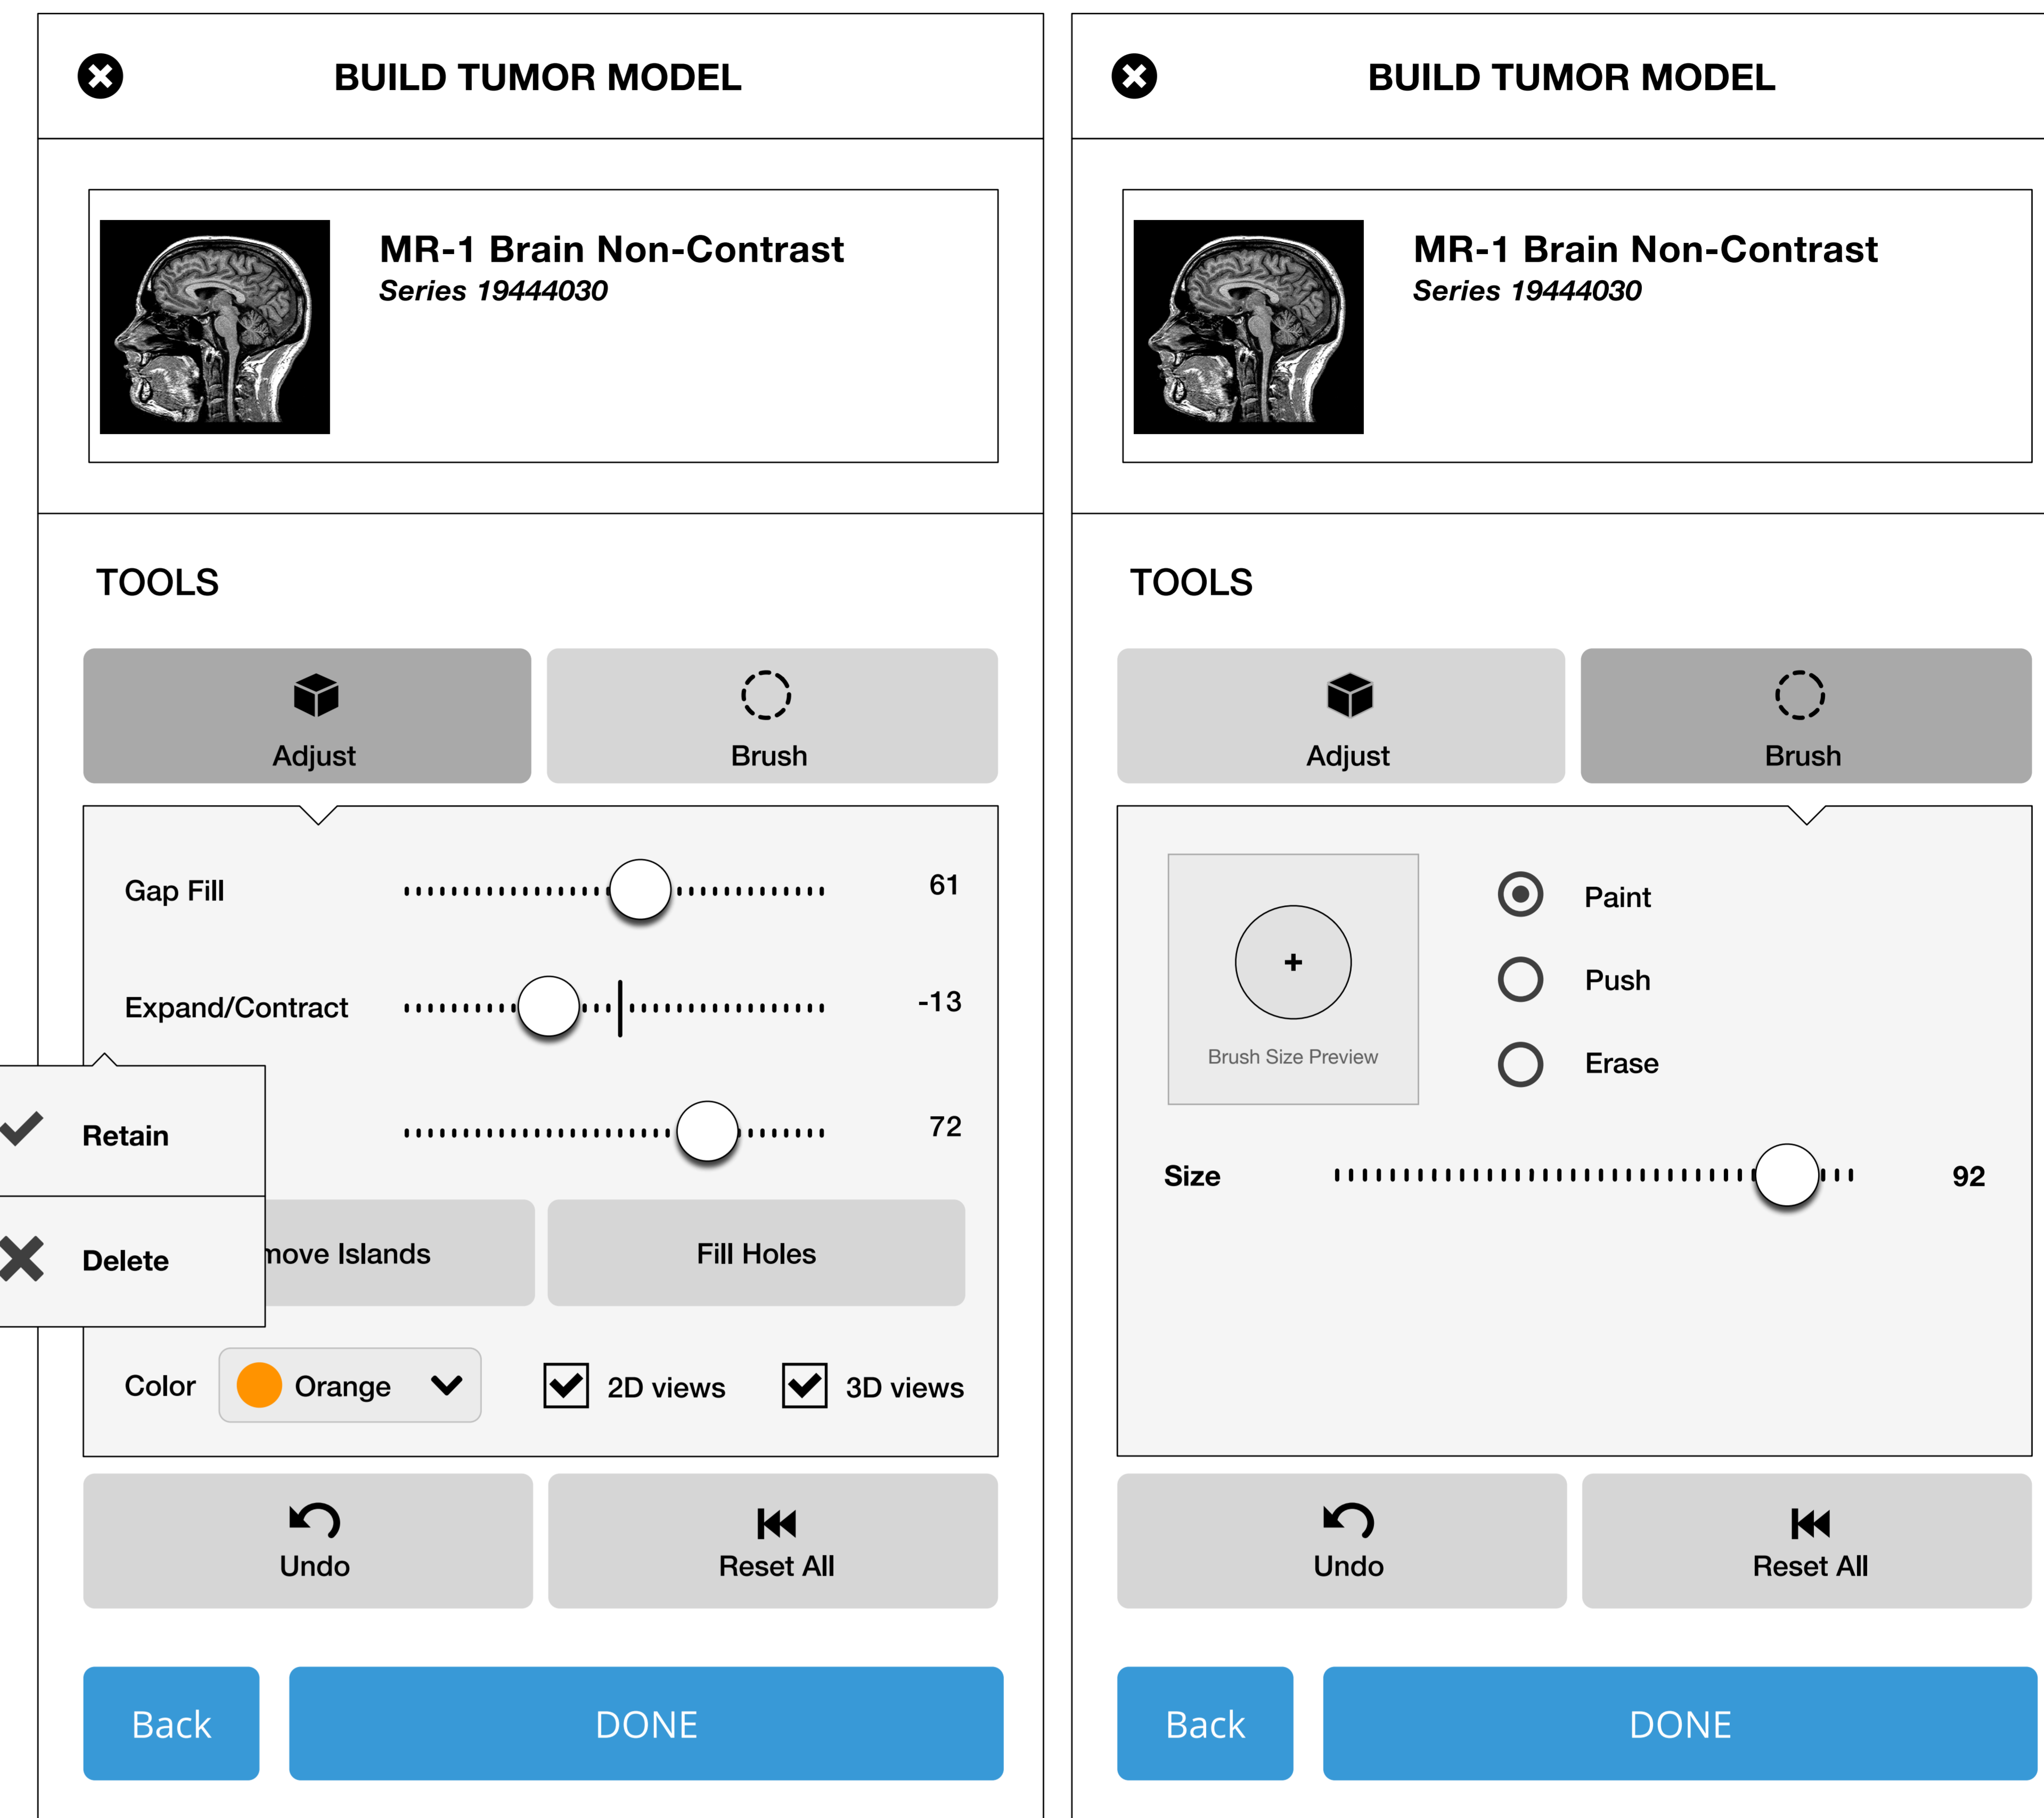 BUILD TUMOR MODEL
MR-1 Brain Non-Contrast
Series 19444030
TOOLS
Adjust
Brush
Gap Fill
61
Expand/Contract
-13
72
Retain
Delete
move Islands
Fill Holes
Color
Orange
2D views
3D views
Undo
Reset All
Back
DONE
BUILD TUMOR MODEL
MR-1 Brain Non-Contrast
Series 19444030
TOOLS
Adjust
Brush
+
Brush Size Preview
Paint
Push
Erase
Size
92
Undo
Reset All
Back
DONE